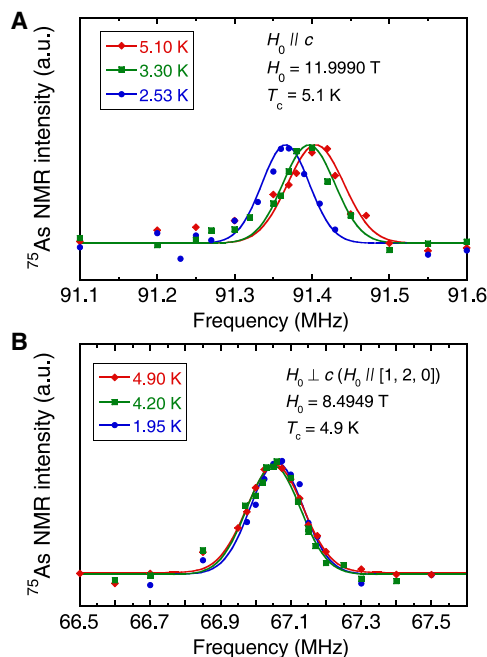 A
⁷⁵As NMR intensity (a.u.)
5.10 K
3.30 K
2.53 K
H₀ // c
H₀ = 11.9990 T
T_c = 5.1 K
91.1 91.2 91.3 91.4 91.5 91.6
Frequency (MHz)
B
⁷⁵As NMR intensity (a.u.)
4.90 K
4.20 K
1.95 K
H₀ ⊥ c (H₀ // [1, 2, 0])
H₀ = 8.4949 T
T_c = 4.9 K
66.5 66.7 66.9 67.1 67.3 67.5
Frequency (MHz)